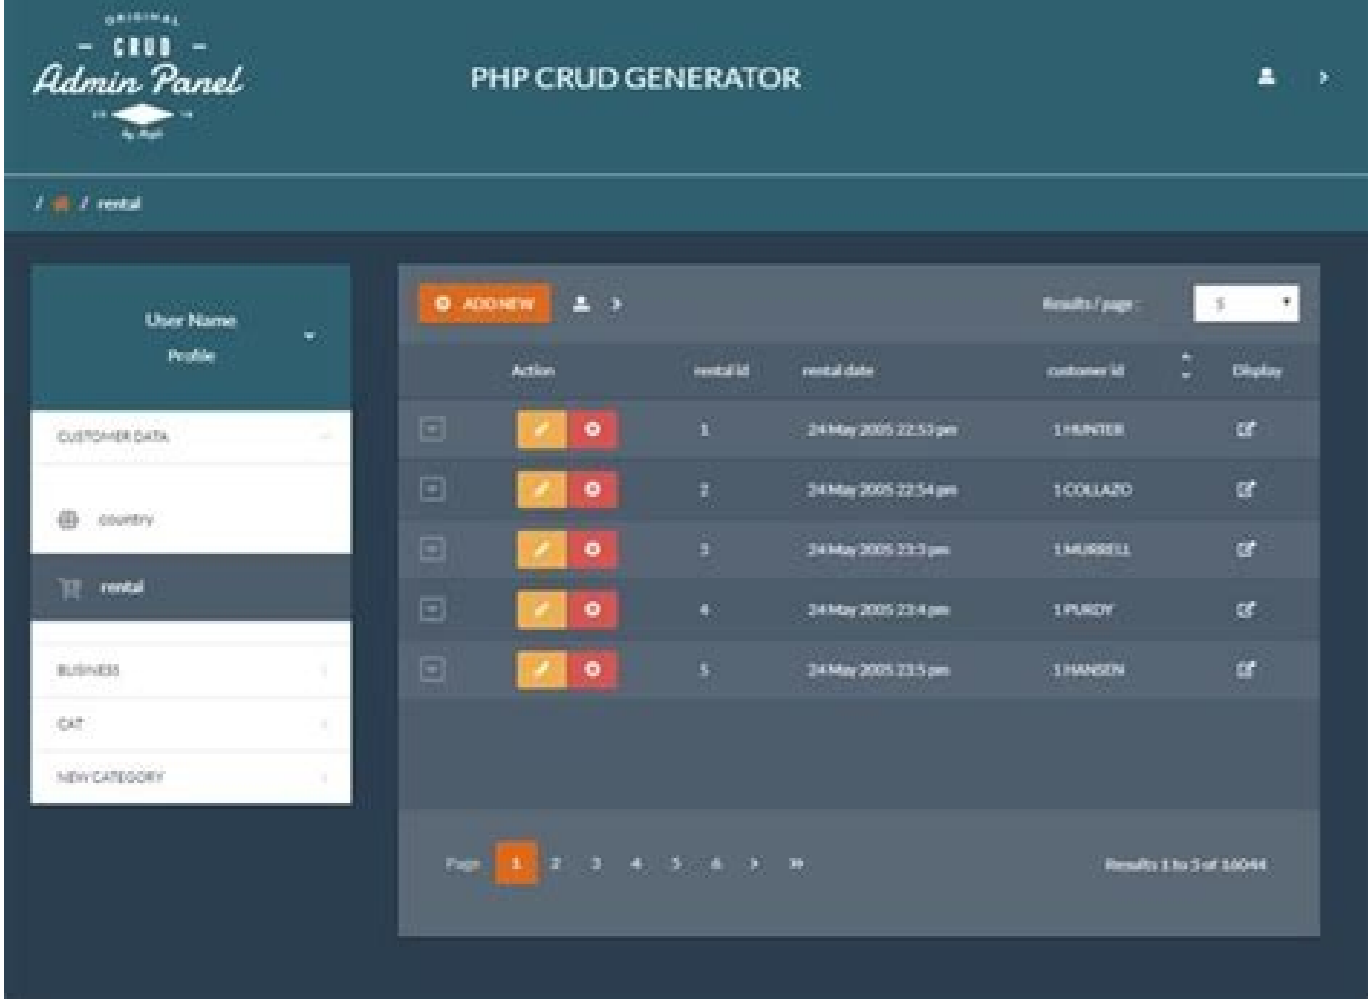 ORIGINAL
- CRUD -
Admin Panel
PHP CRUD GENERATOR
/ / rental
User Name
Profile
CUSTOMER DATA
country
rental
BUSINESS
CAT
NEW CATEGORY
ADD NEW
Results / page :
5
Action rental id rental date customer id Display
1 24 May 2005 22:53 pm 1 HUNTER
2 24 May 2005 22:54 pm 1 COLLAZO
3 24 May 2005 23:3 pm 1 MURRELL
4 24 May 2005 23:4 pm 1 PURDY
5 24 May 2005 23:5 pm 1 HANSEN
Page 1 2 3 4 5 6 > »
Results 1 to 5 of 16044